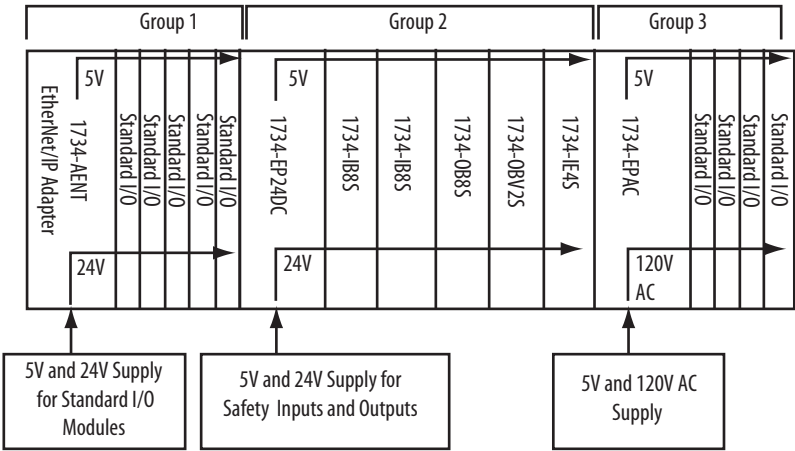 Group 1
Group 2
Group 3
5V
5V
5V
EtherNet/IP Adapter
1734-AENT
Standard I/O
Standard I/O
Standard I/O
Standard I/O
Standard I/O
1734-EP24DC
1734-IB8S
1734-IB8S
1734-OB8S
1734-OBV2S
1734-IE4S
1734-EPAC
Standard I/O
Standard I/O
Standard I/O
Standard I/O
24V
24V
120V
AC
5V and 24V Supply
for Standard I/O
Modules
5V and 24V Supply for
Safety Inputs and Outputs
5V and 120V AC
Supply